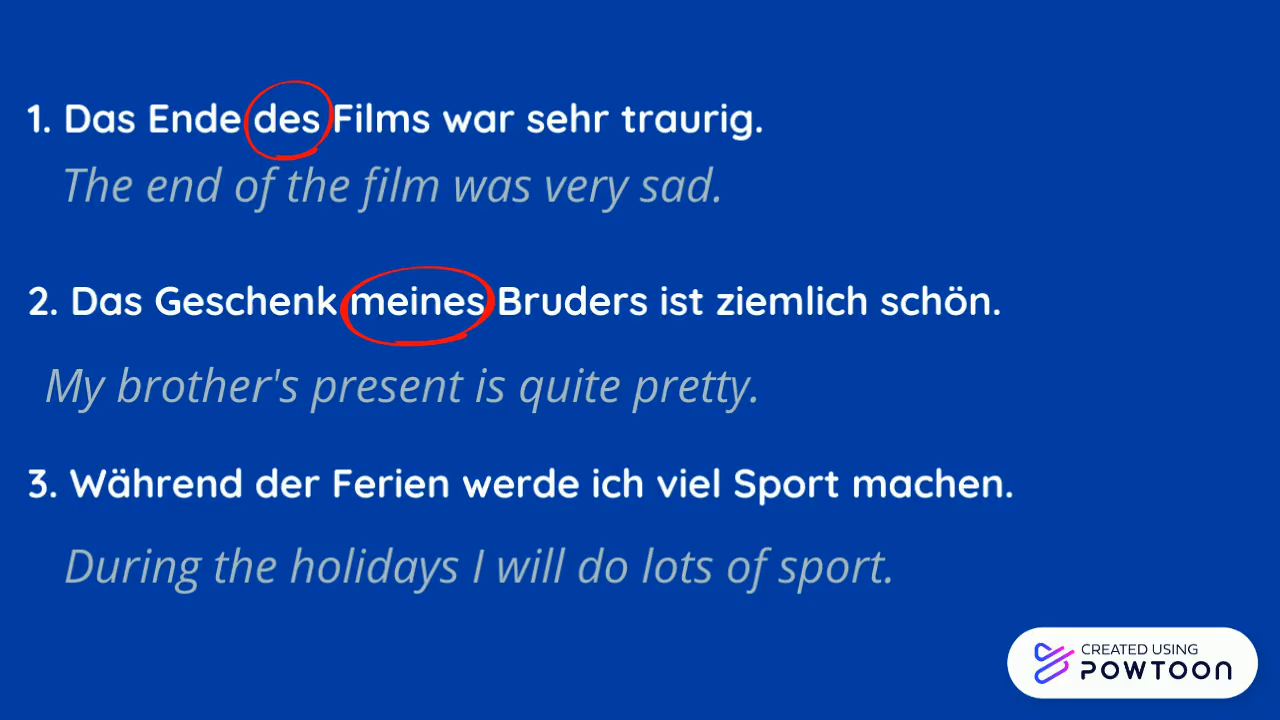 1. Das Ende des Films war sehr traurig.
The end of the film was very sad.
2. Das Geschenk meines Bruders ist ziemlich schön.
My brother's present is quite pretty.
3. Während der Ferien werde ich viel Sport machen.
During the holidays I will do lots of sport.
CREATED USING
POWTOON